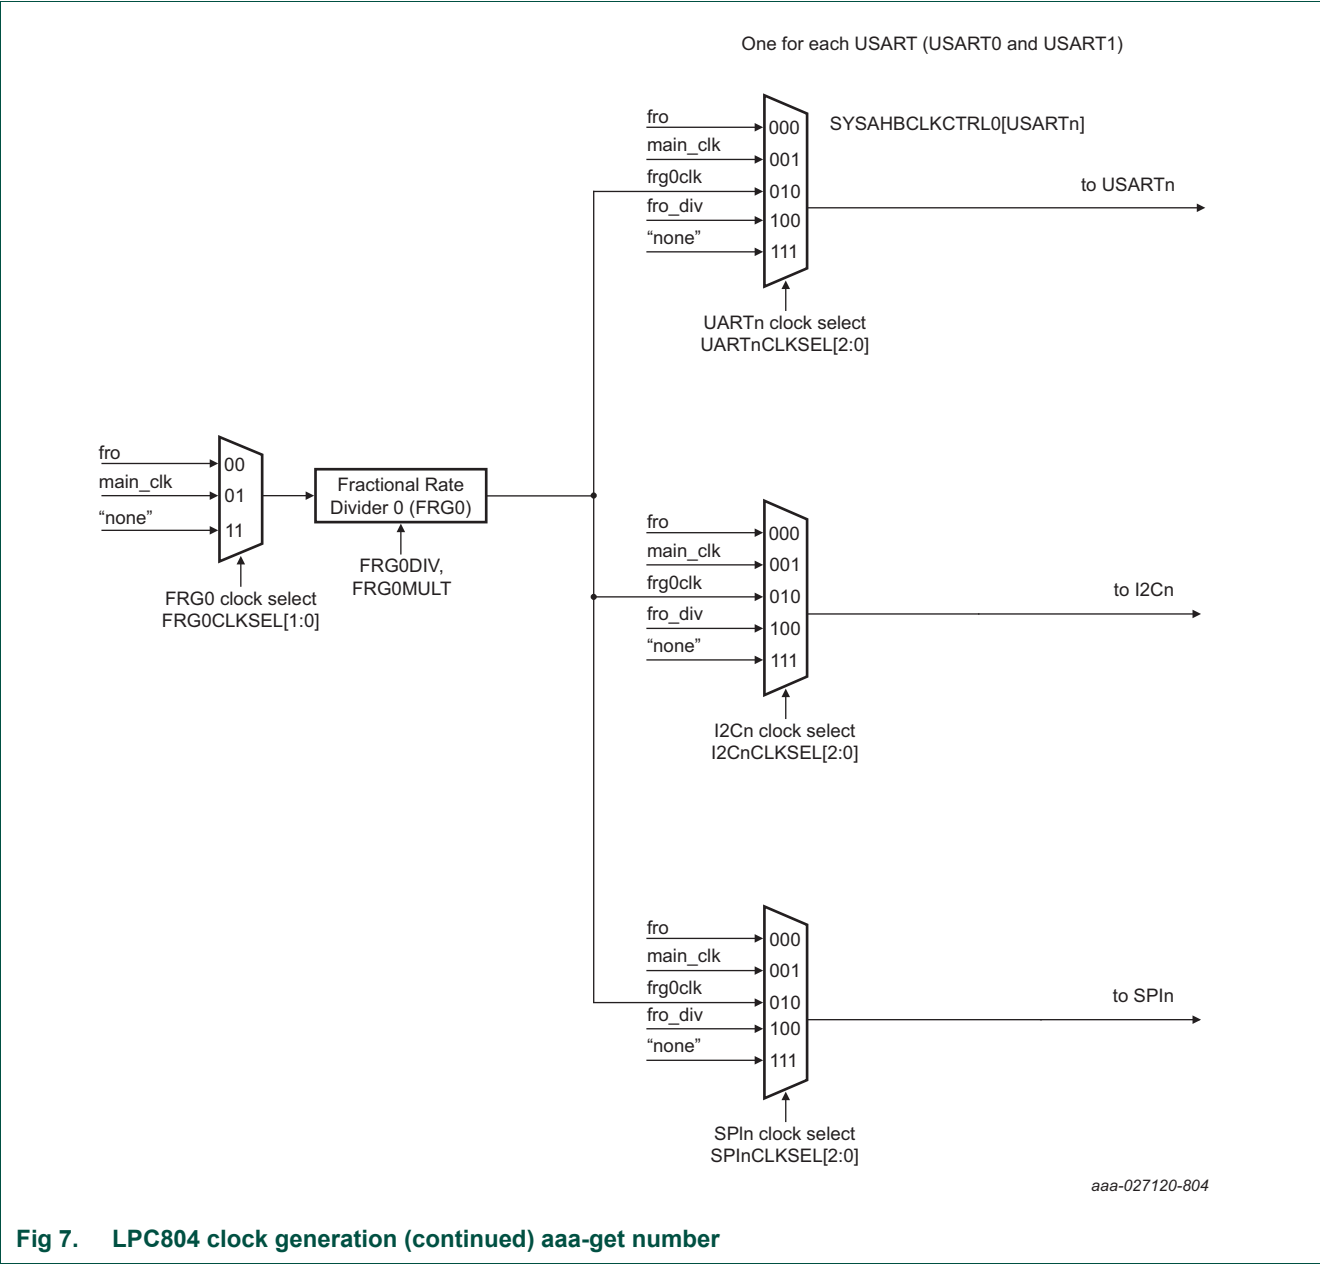 One for each USART (USART0 and USART1)
fro
000
SYSAHBCLKCTRL0[USARTn]
main_clk
001
frg0clk
010
to USARTn
fro_div
100
“none”
111
UARTn clock select
UARTnCLKSEL[2:0]
fro
00
main_clk
01
“none”
11
FRG0 clock select
FRG0CLKSEL[1:0]
Fractional Rate
Divider 0 (FRG0)
FRG0DIV,
FRG0MULT
fro
000
main_clk
001
frg0clk
010
to I2Cn
fro_div
100
“none”
111
I2Cn clock select
I2CnCLKSEL[2:0]
fro
000
main_clk
001
frg0clk
010
to SPIn
fro_div
100
“none”
111
SPIn clock select
SPInCLKSEL[2:0]
aaa-027120-804
Fig 7. LPC804 clock generation (continued) aaa-get number